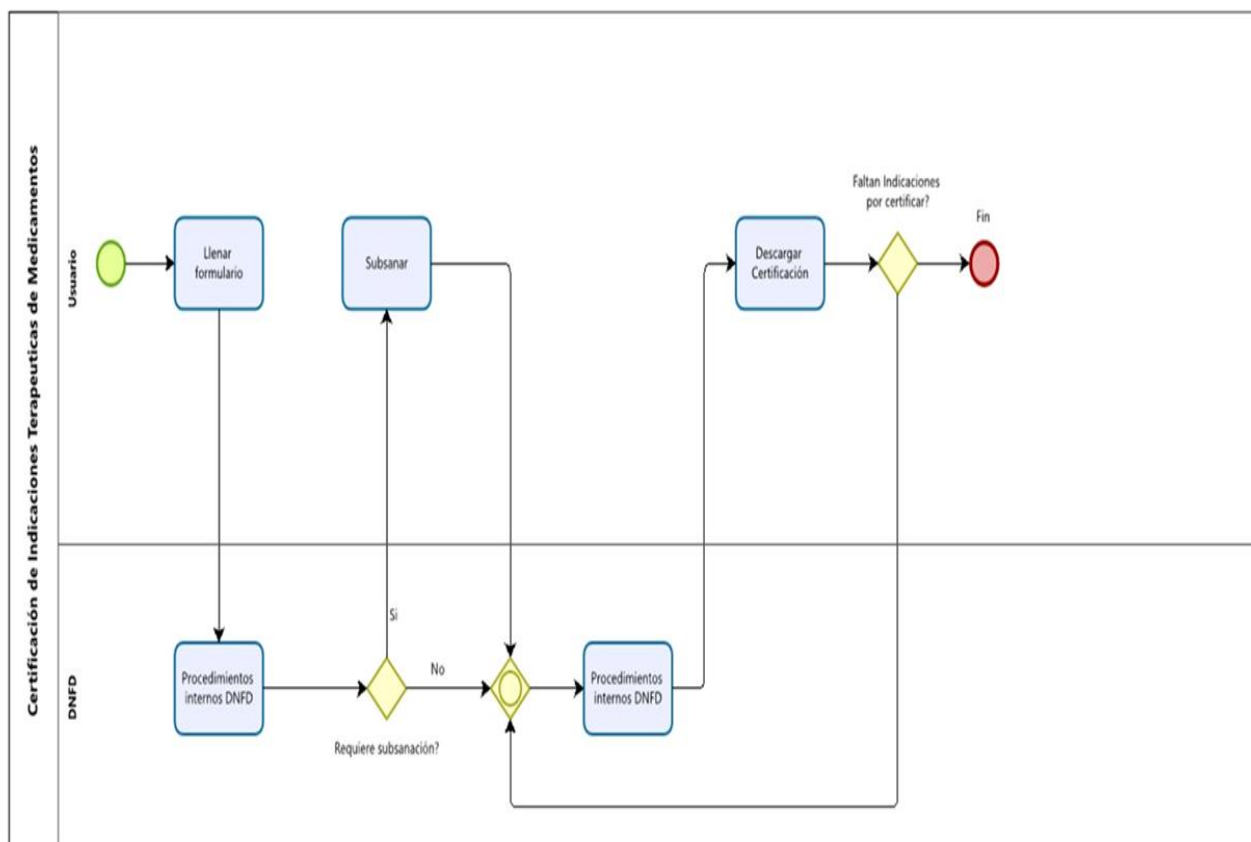 Certificación de Indicaciones Terapeuticas de Medicamentos
Usuario
Llenar
formulario
Subsanar
Descargar
Certificación
Faltan Indicaciones
por certificar?
Fin
DNFD
Procedimientos
internos DNFD
Si
No
Requiere subsanación?
Procedimientos
internos DNFD